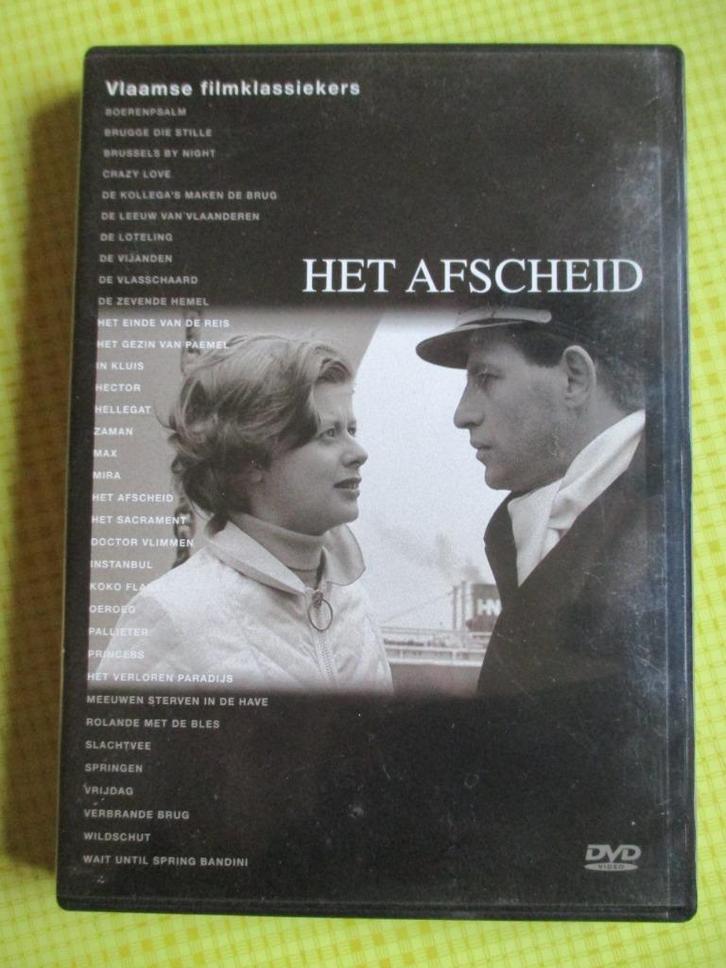 Vlaamse filmklassiekers
BOERENPSALM
BRUGGE DIE STILLE
BRUSSELS BY NIGHT
CRAZY LOVE
DE KOLLEGA'S MAKEN DE BRUG
DE LEEUW VAN VLAANDEREN
DE LOTELING
DE VIJANDEN
DE VLASSCHAARD
DE ZEVENDE HEMEL
HET EINDE VAN DE REIS
HET GEZIN VAN PAEMEL
IN KLUIS
HECTOR
HELLEGAT
ZAMAN
MAX
MIRA
HET AFSCHEID
HET SACRAMENT
DOCTOR VLIMMEN
INSTANBUL
KOKO FLANEL
OEROEG
PALLIETER
PRINCESS
HET VERLOREN PARADIJS
MEEUWEN STERVEN IN DE HAVE
ROLANDE MET DE BLES
SLACHTVEE
SPRINGEN
VRIJDAG
VERBRANDE BRUG
WILDSCHUT
WAIT UNTIL SPRING BANDINI
HET AFSCHEID
HN
DVD
VIDEO